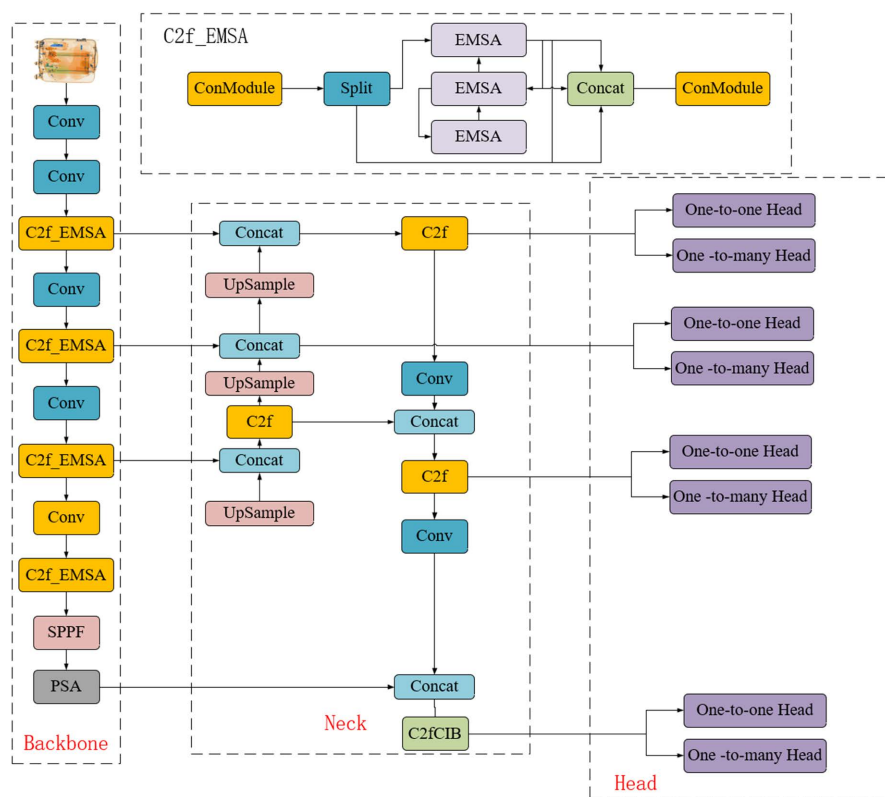 C2f_EMSA
EMSA
ConModule
Split
EMSA
Concat
ConModule
EMSA
Conv
Conv
C2f_EMSA
Conv
C2f_EMSA
Conv
C2f_EMSA
Conv
C2f_EMSA
SPPF
PSA
Backbone
Concat
UpSample
Concat
UpSample
C2f
Concat
UpSample
C2f
Conv
Concat
C2f
Conv
Concat
C2fCIB
Neck
One-to-one Head
One -to-many Head
One-to-one Head
One -to-many Head
One-to-one Head
One -to-many Head
One-to-one Head
One -to-many Head
Head